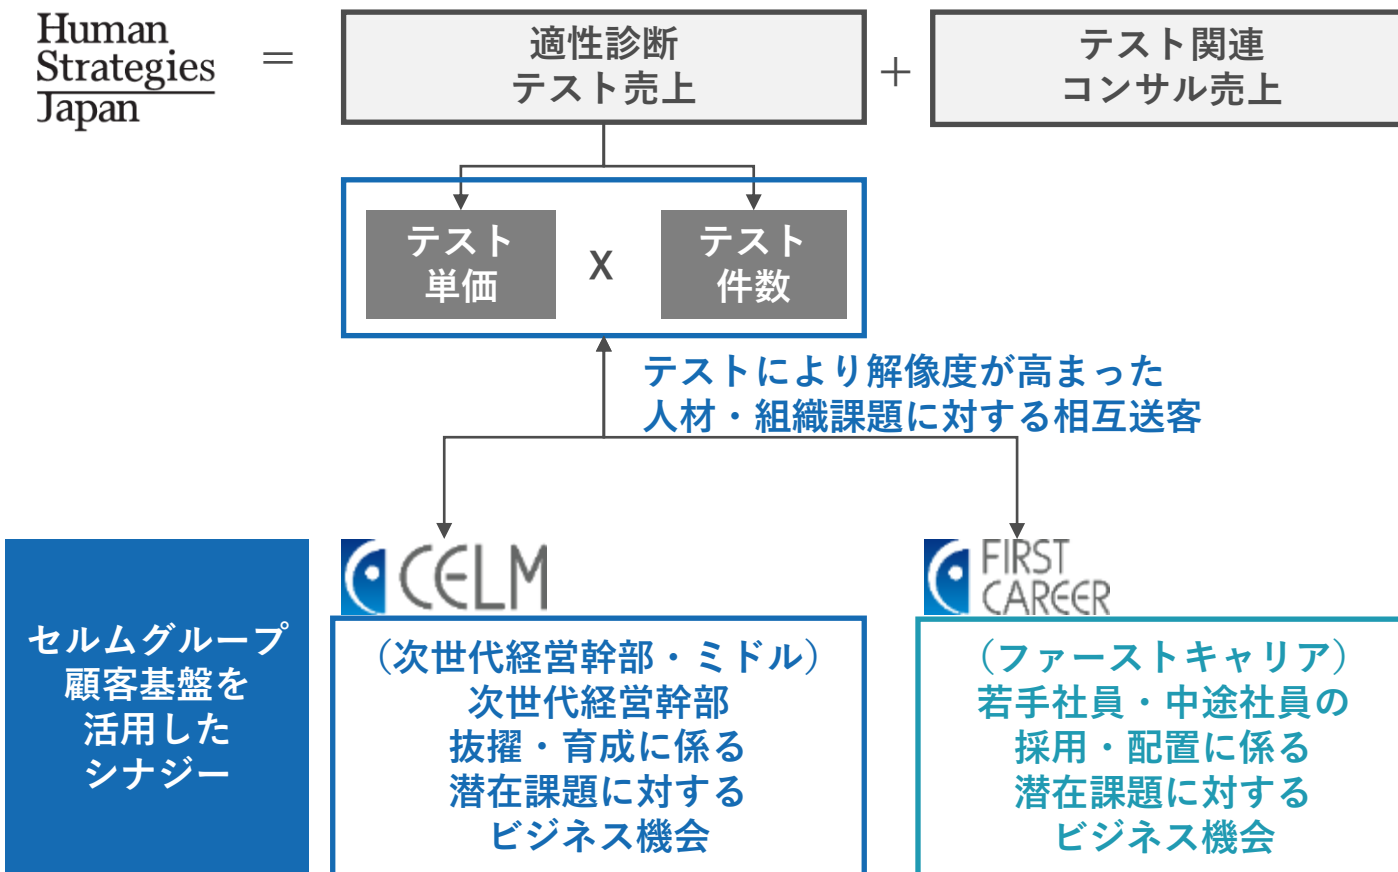 Human
Strategies
Japan
=
適性診断
テスト売上
+
テスト関連
コンサル売上
テスト
単価
X
テスト
件数
テストにより解像度が高まった
人材・組織課題に対する相互送客
セルムグループ
顧客基盤を
活用した
シナジー
CELM
（次世代経営幹部・ミドル）
次世代経営幹部
抜擢・育成に係る
潜在課題に対する
ビジネス機会
FIRST
CAREER
（ファーストキャリア）
若手社員・中途社員の
採用・配置に係る
潜在課題に対する
ビジネス機会